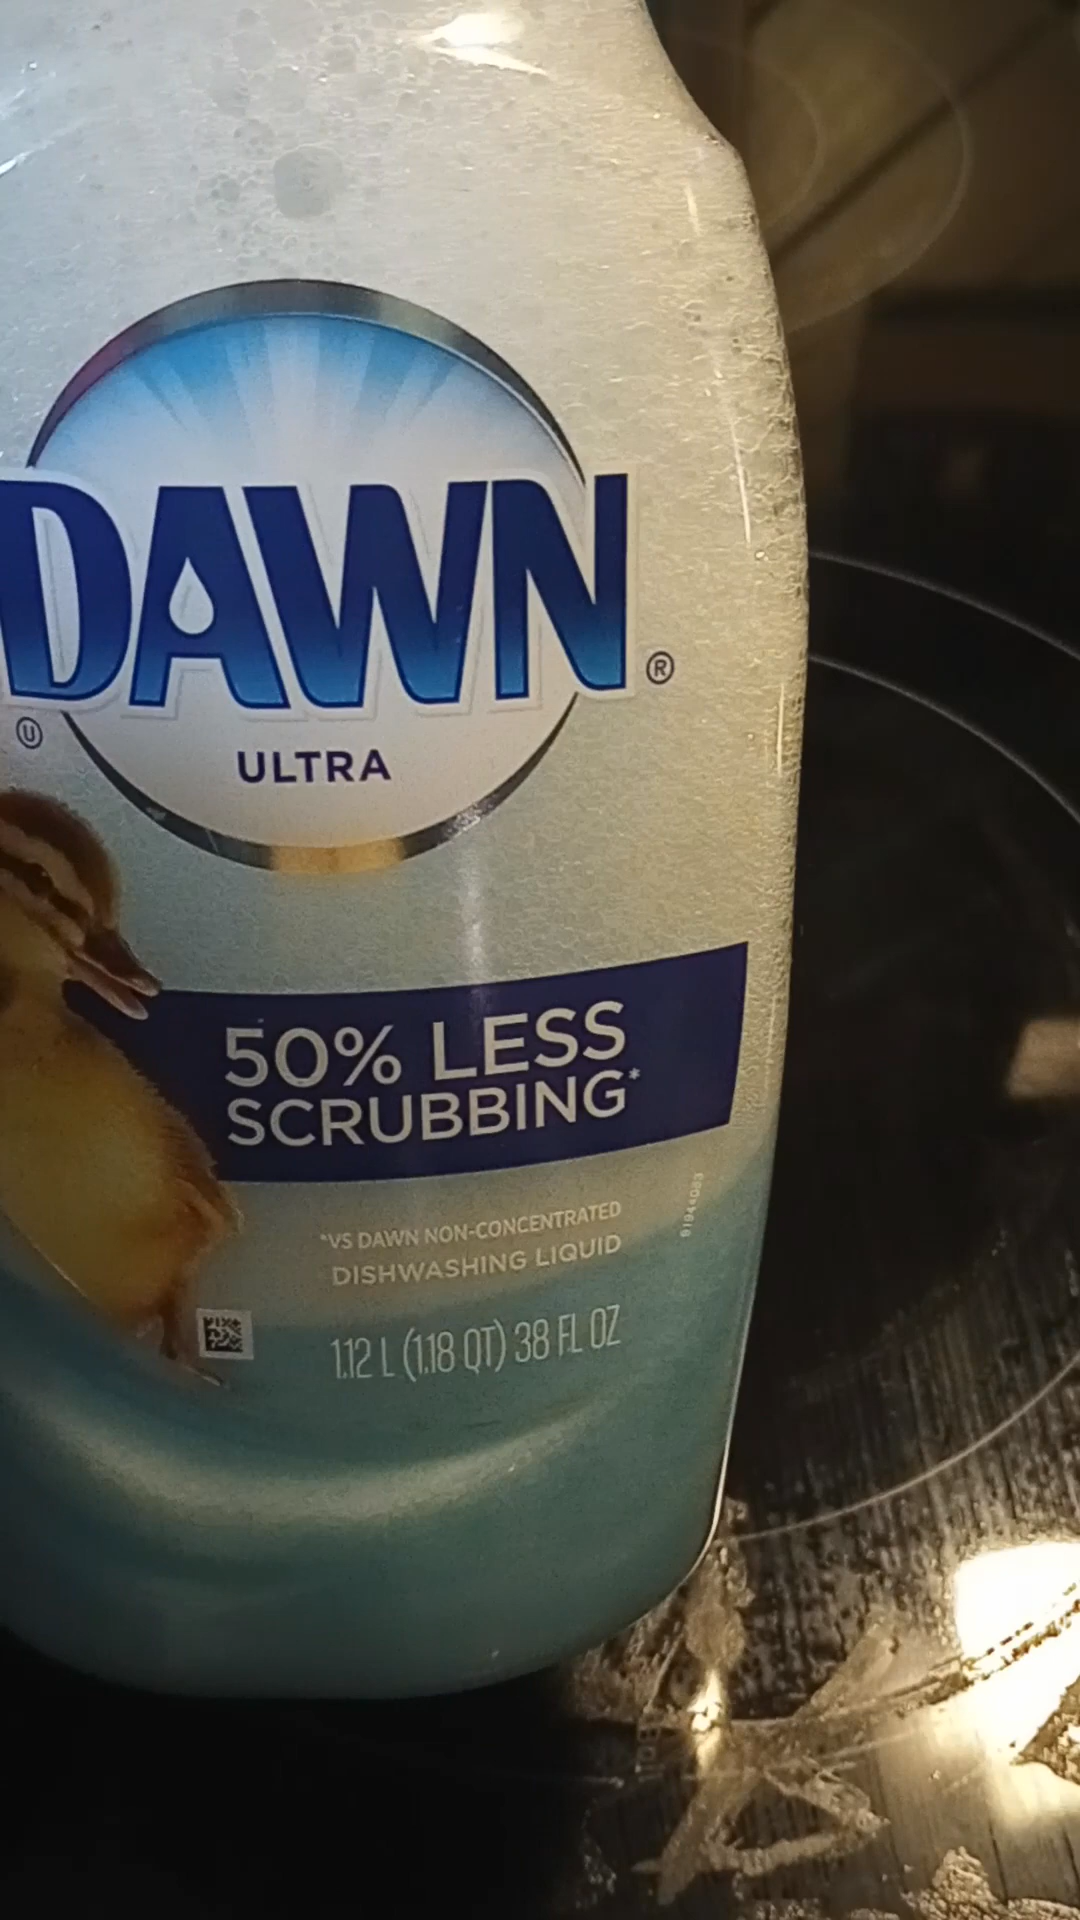 DAWN
®
Ⓤ
ULTRA
50% LESS
SCRUBBING*
*VS DAWN NON-CONCENTRATED
DISHWASHING LIQUID
1.12 L (1.18 QT) 38 FL OZ